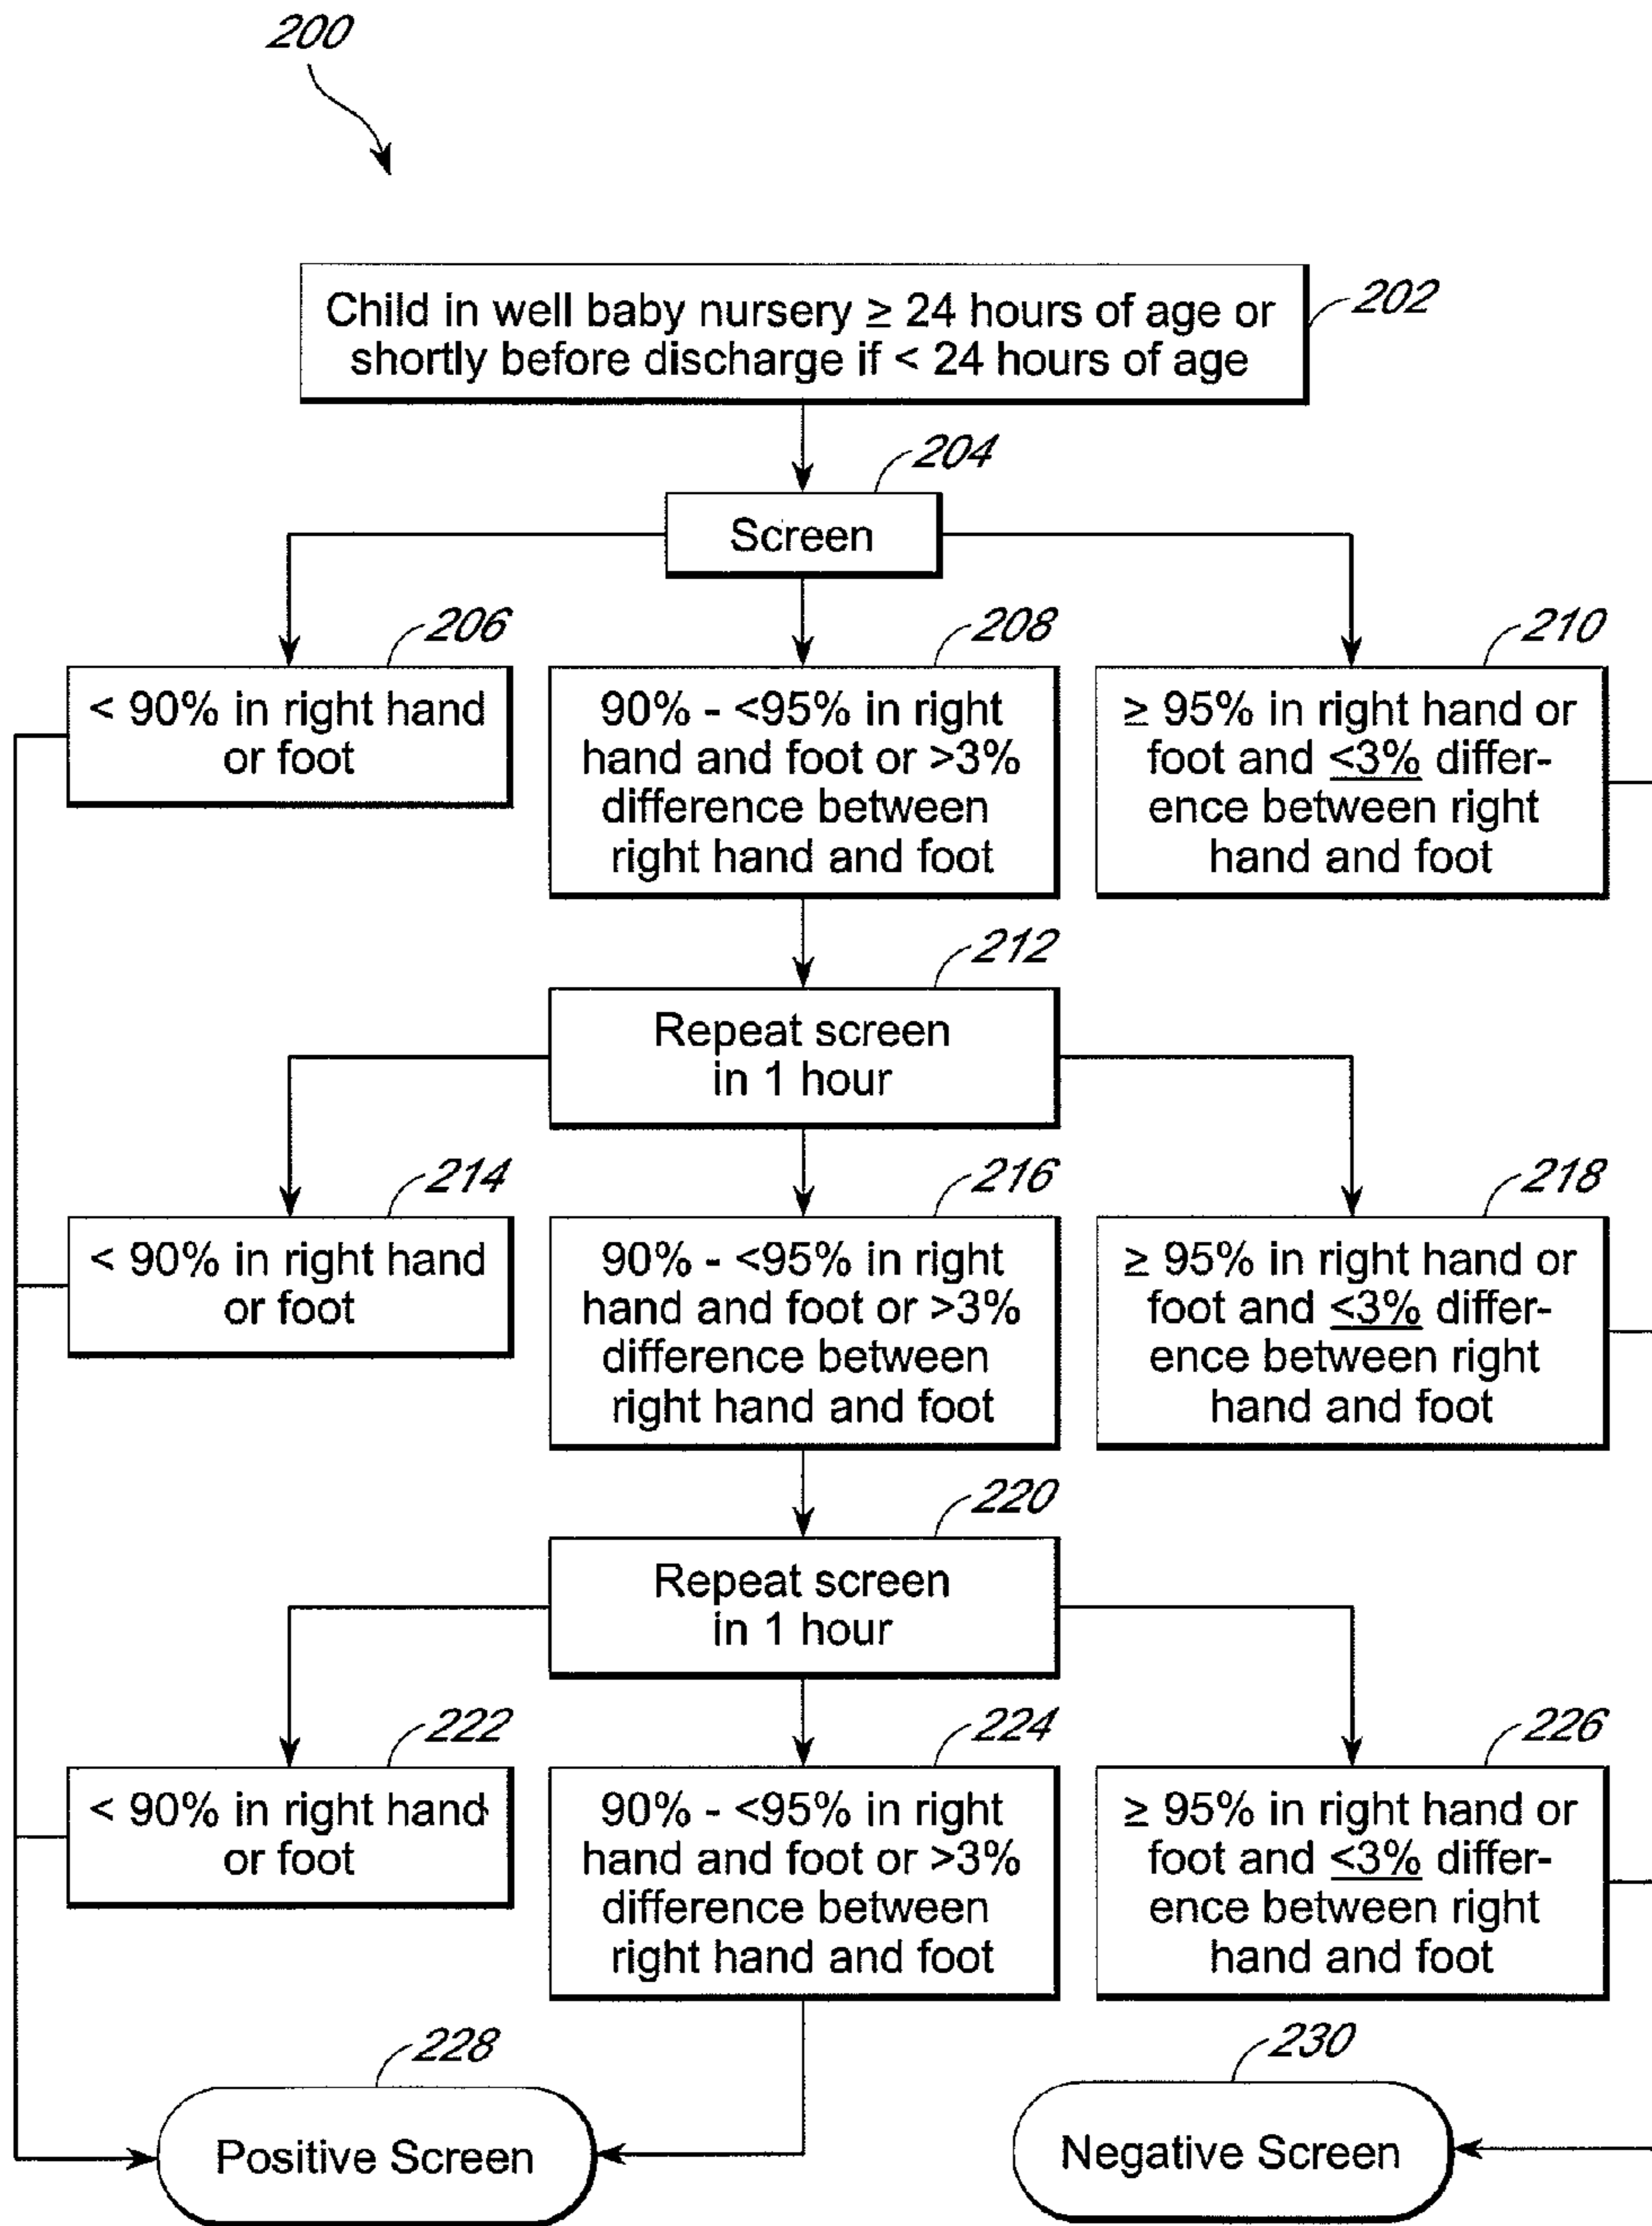 200
Child in well baby nursery ≥ 24 hours of age or
shortly before discharge if < 24 hours of age
202
204
Screen
206
< 90% in right hand
or foot
208
90% - <95% in right
hand and foot or >3%
difference between
right hand and foot
210
≥ 95% in right hand or
foot and <3% differ-
ence between right
hand and foot
212
Repeat screen
in 1 hour
214
< 90% in right hand
or foot
216
90% - <95% in right
hand and foot or >3%
difference between
right hand and foot
218
≥ 95% in right hand or
foot and <3% differ-
ence between right
hand and foot
220
Repeat screen
in 1 hour
222
< 90% in right hand
or foot
224
90% - <95% in right
hand and foot or >3%
difference between
right hand and foot
226
≥ 95% in right hand or
foot and <3% differ-
ence between right
hand and foot
228
Positive Screen
230
Negative Screen